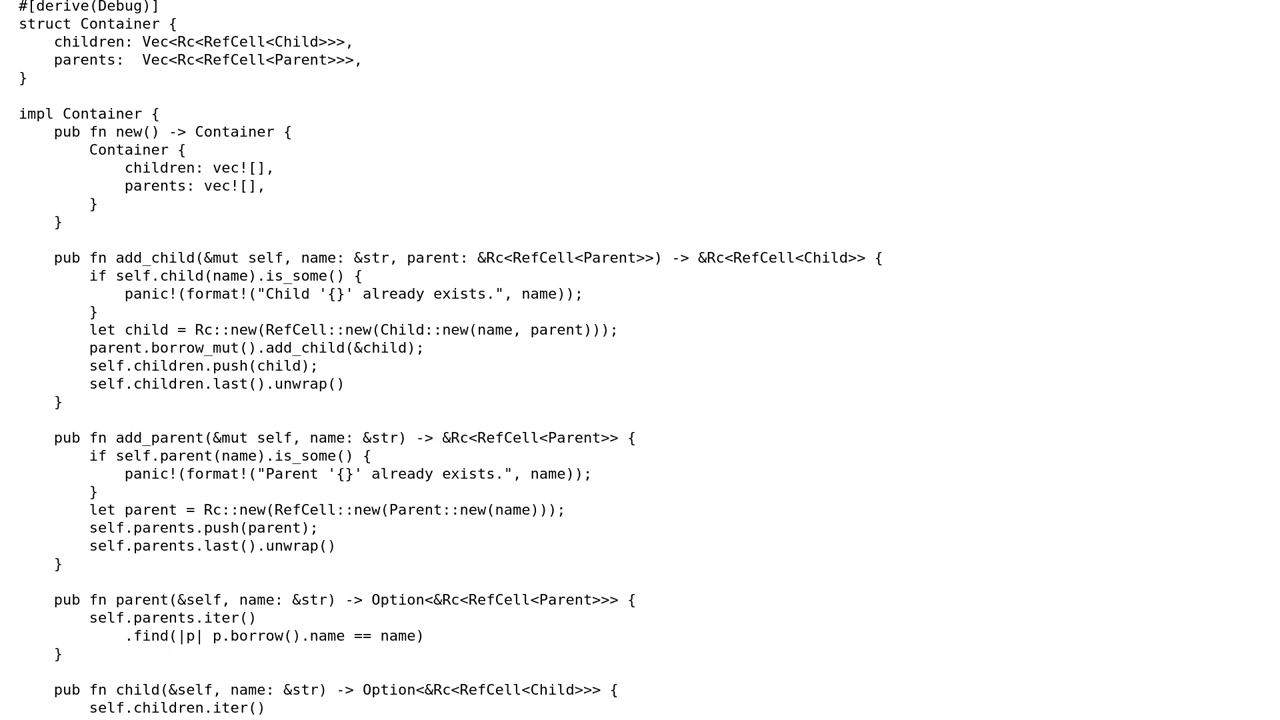 #[derive(Debug)]
struct Container {
    children: Vec<Rc<RefCell<Child>>>,
    parents:  Vec<Rc<RefCell<Parent>>>,
}

impl Container {
    pub fn new() -> Container {
        Container {
            children: vec![],
            parents: vec![],
        }
    }

    pub fn add_child(&mut self, name: &str, parent: &Rc<RefCell<Parent>>) -> &Rc<RefCell<Child>> {
        if self.child(name).is_some() {
            panic!(format!("Child '{}' already exists.", name));
        }
        let child = Rc::new(RefCell::new(Child::new(name, parent)));
        parent.borrow_mut().add_child(&child);
        self.children.push(child);
        self.children.last().unwrap()
    }

    pub fn add_parent(&mut self, name: &str) -> &Rc<RefCell<Parent>> {
        if self.parent(name).is_some() {
            panic!(format!("Parent '{}' already exists.", name));
        }
        let parent = Rc::new(RefCell::new(Parent::new(name)));
        self.parents.push(parent);
        self.parents.last().unwrap()
    }

    pub fn parent(&self, name: &str) -> Option<&Rc<RefCell<Parent>>> {
        self.parents.iter()
            .find(|p| p.borrow().name == name)
    }

    pub fn child(&self, name: &str) -> Option<&Rc<RefCell<Child>>> {
        self.children.iter()